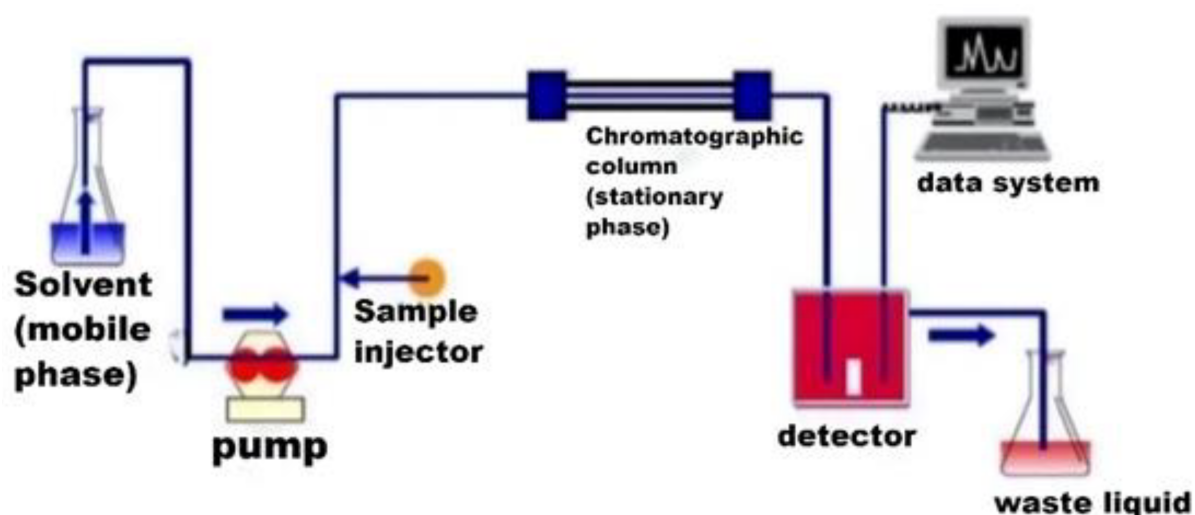 Solvent
(mobile
phase)
pump
Sample
injector
Chromatographic
column
(stationary
phase)
detector
data system
waste liquid